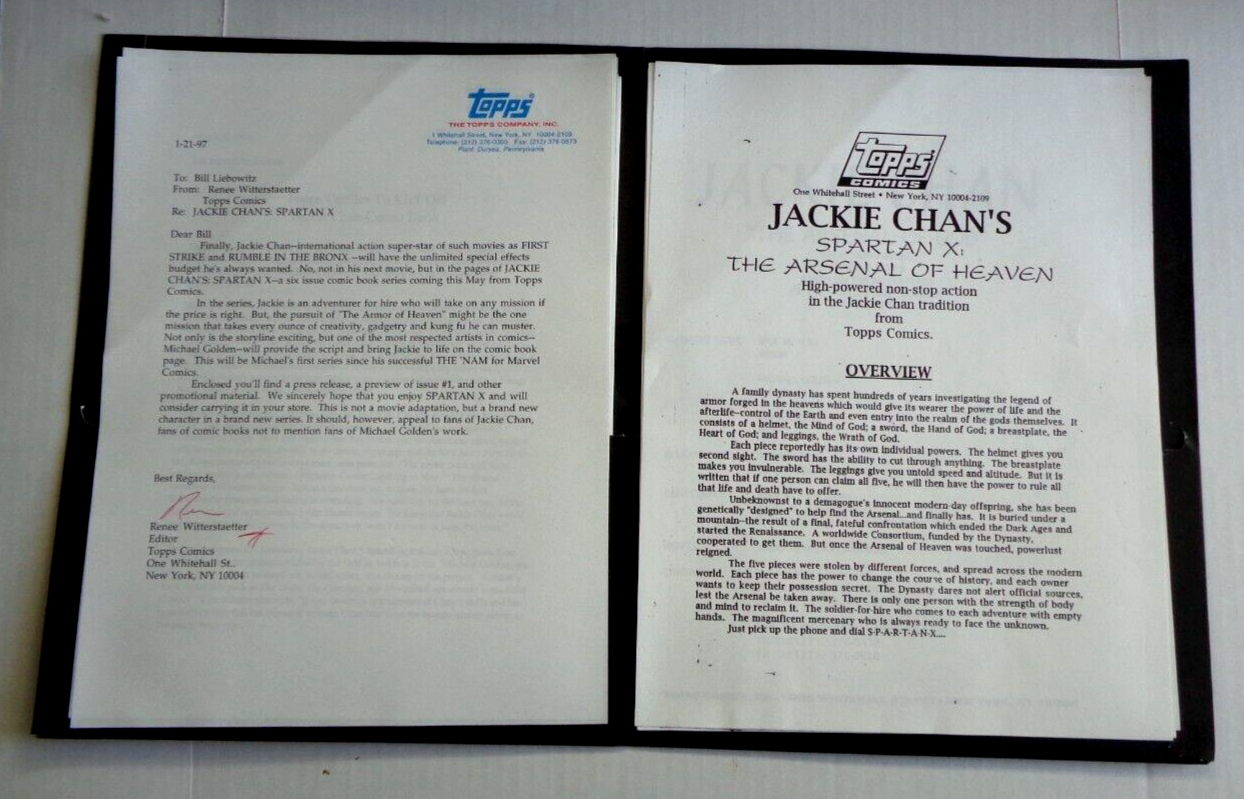 Topps
THE TOPPS COMPANY, INC.
1 Whitehall Street, New York, NY 10004-2109
Telephone: (212) 376-0300 Fax: (212) 376-0573
Plant: Duryea, Pennsylvania
1-21-97
To: Bill Liebowitz
From: Renee Witterstaetter
Topps Comics
Re: JACKIE CHAN'S: SPARTAN X
Dear Bill
Finally, Jackie Chan--international action super-star of such movies as FIRST
STRIKE and RUMBLE IN THE BRONX --will have the unlimited special effects
budget he's always wanted. No, not in his next movie, but in the pages of JACKIE
CHAN'S: SPARTAN X--a six issue comic book series coming this May from Topps
Comics.
In the series, Jackie is an adventurer for hire who will take on any mission if
the price is right. But, the pursuit of "The Armor of Heaven" might be the one
mission that takes every ounce of creativity, gadgetry and kung fu he can muster.
Not only is the storyline exciting, but one of the most respected artists in comics--
Michael Golden--will provide the script and bring Jackie to life on the comic book
page. This will be Michael's first series since his successful THE 'NAM for Marvel
Comics.
Enclosed you'll find a press release, a preview of issue #1, and other
promotional material. We sincerely hope that you enjoy SPARTAN X and will
consider carrying it in your store. This is not a movie adaptation, but a brand new
character in a brand new series. It should, however, appeal to fans of Jackie Chan,
fans of comic books not to mention fans of Michael Golden's work.
Best Regards,
Renee Witterstaetter
Editor
Topps Comics
One Whitehall St..
New York, NY 10004
Topps
COMICS
One Whitehall Street • New York, NY 10004-2109
JACKIE CHAN'S
SPARTAN X:
THE ARSENAL OF HEAVEN
High-powered non-stop action
in the Jackie Chan tradition
from
Topps Comics.
OVERVIEW
A family dynasty has spent hundreds of years investigating the legend of
armor forged in the heavens which would give its wearer the power of life and the
afterlife--control of the Earth and even entry into the realm of the gods themselves. It
consists of a helmet, the Mind of God; a sword, the Hand of God; a breastplate, the
Heart of God; and leggings, the Wrath of God.
Each piece reportedly has its own individual powers. The helmet gives you
second sight. The sword has the ability to cut through anything. The breastplate
makes you invulnerable. The leggings give you untold speed and altitude. But it is
written that if one person can claim all five, he will then have the power to rule all
that life and death have to offer.
Unbeknownst to a demagogue's innocent modern-day offspring, she has been
genetically "designed" to help find the Arsenal...and finally has. It is buried under a
mountain--the result of a final, fateful confrontation which ended the Dark Ages and
started the Renaissance. A worldwide Consortium, funded by the Dynasty,
cooperated to get them. But once the Arsenal of Heaven was touched, powerlust
reigned.
The five pieces were stolen by different forces, and spread across the modern
world. Each piece has the power to change the course of history, and each owner
wants to keep their possession secret. The Dynasty dares not alert official sources,
lest the Arsenal be taken away. There is only one person with the strength of body
and mind to reclaim it. The soldier-for-hire who comes to each adventure with empty
hands. The magnificent mercenary who is always ready to face the unknown.
Just pick up the phone and dial S-P-A-R-T-A-N-X....